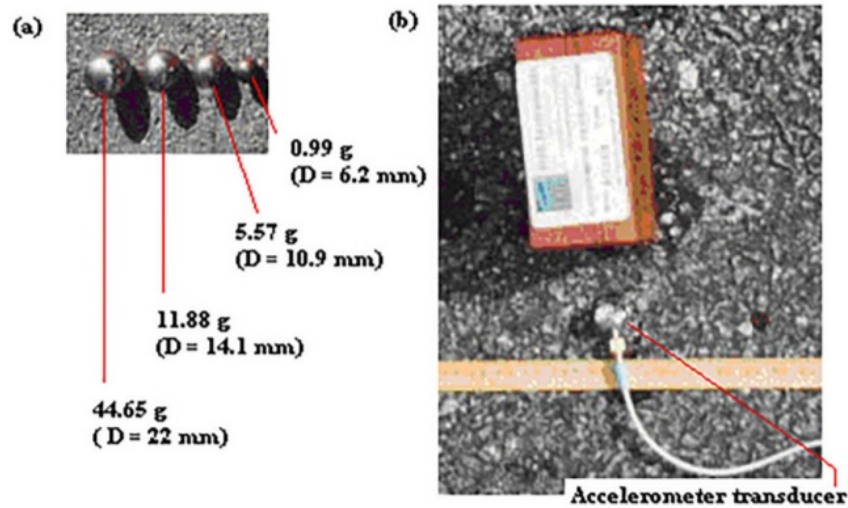 (a)
0.99 g
(D = 6.2 mm)
5.57 g
(D = 10.9 mm)
11.88 g
(D = 14.1 mm)
44.65 g
( D = 22 mm)
(b)
Accelerometer transducer